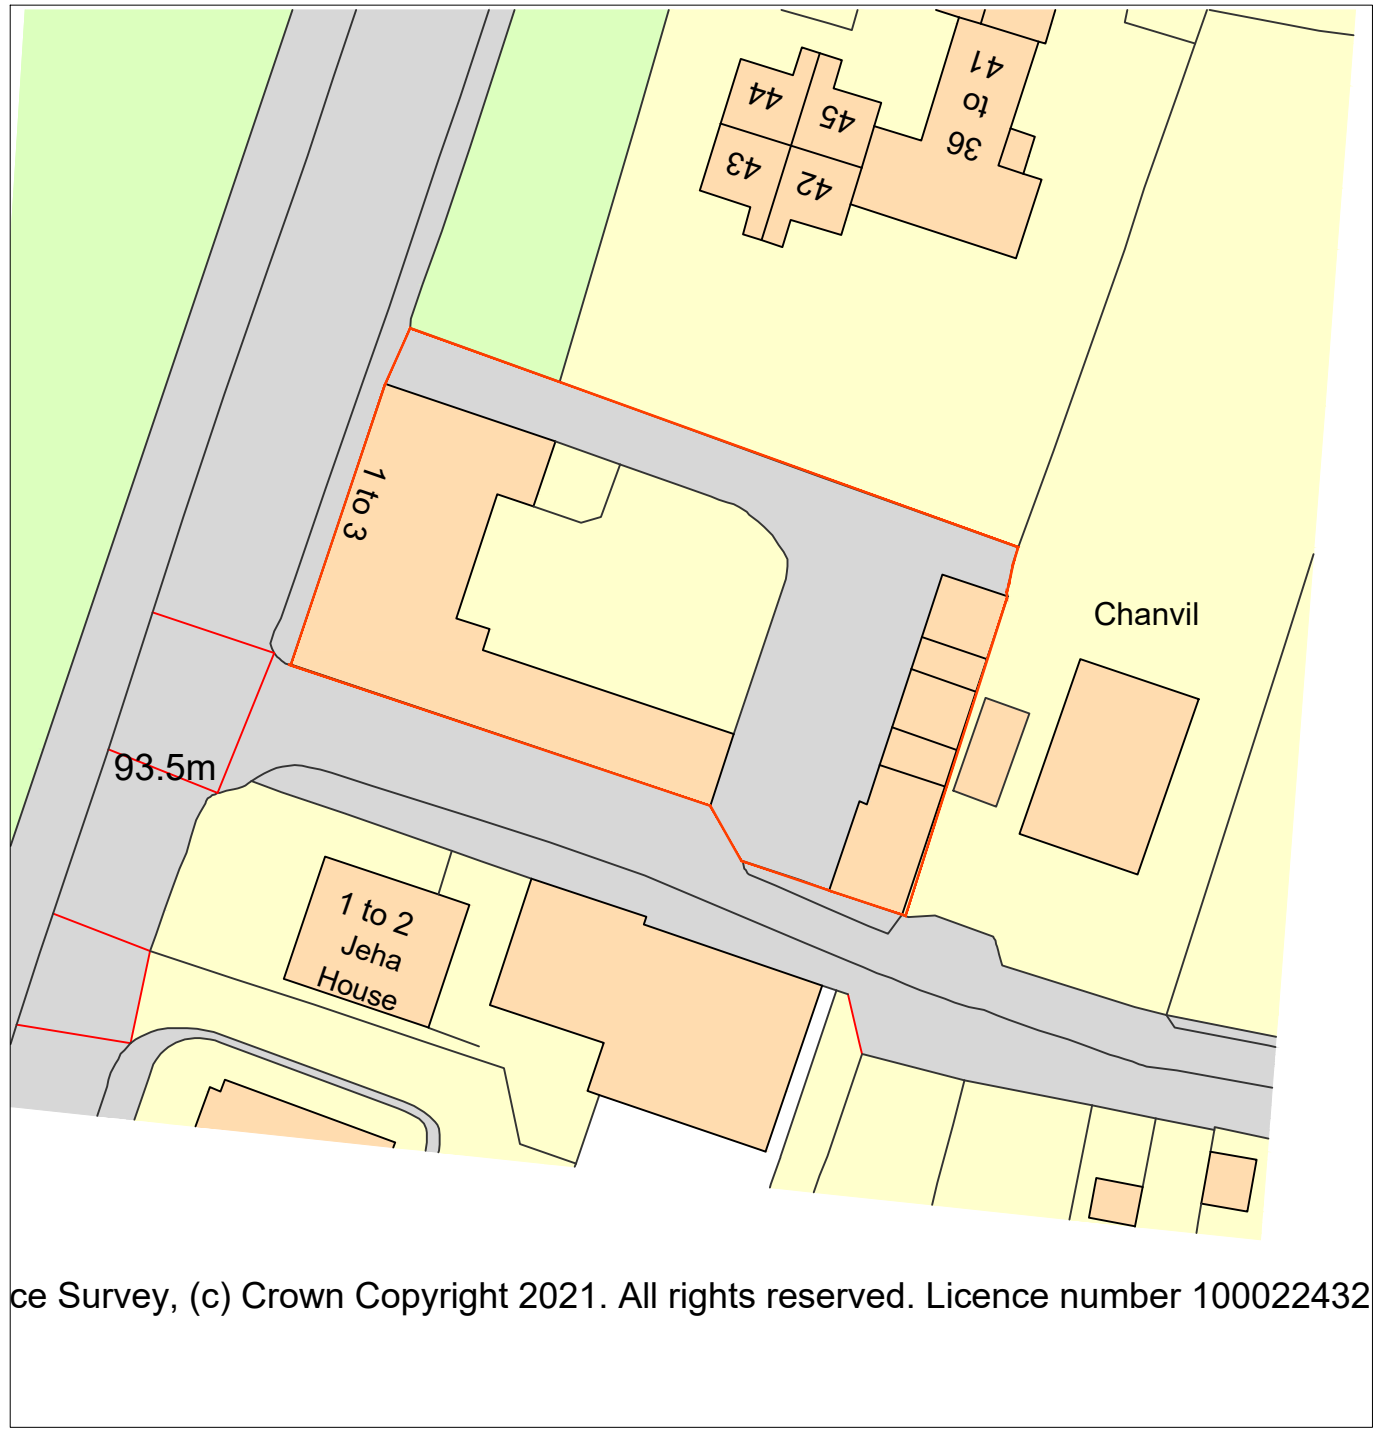 41
to
36
44
45
43
42
1 to 3
Chanvil
93.5m
1 to 2
Jeha
House
ce Survey, (c) Crown Copyright 2021. All rights reserved. Licence number 100022432